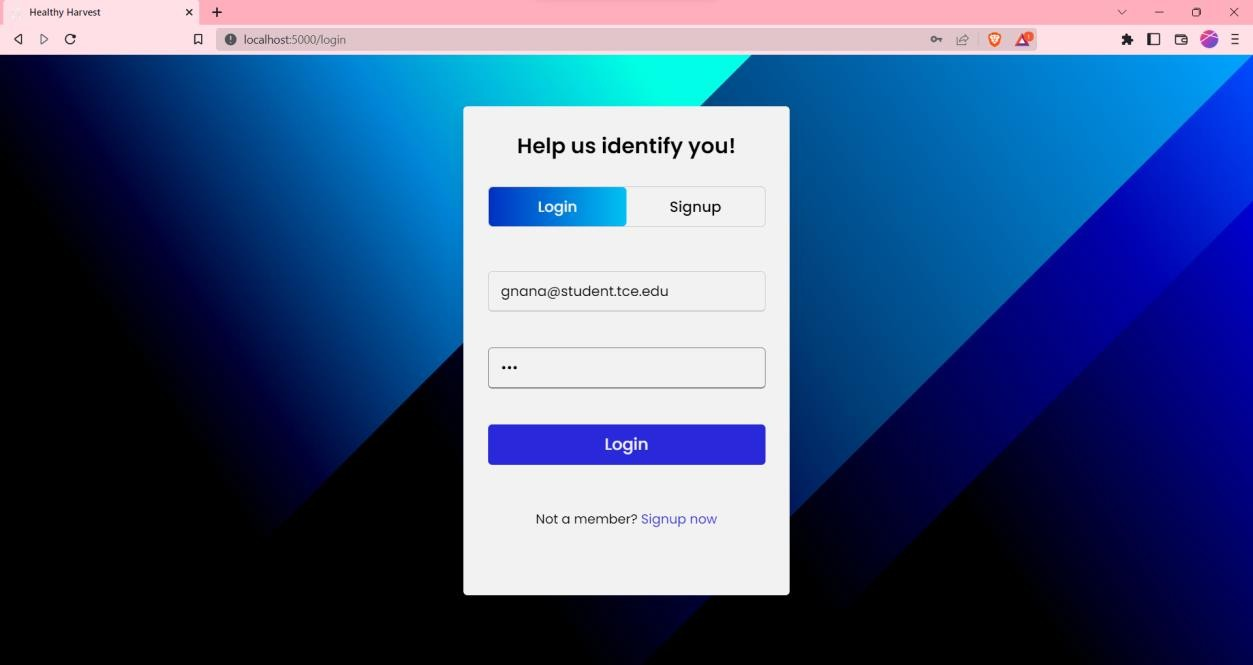 Healthy Harvest
localhost:5000/login
1
Help us identify you!
Login Signup
gnana@student.tce.edu
•••
Login
Not a member? Signup now